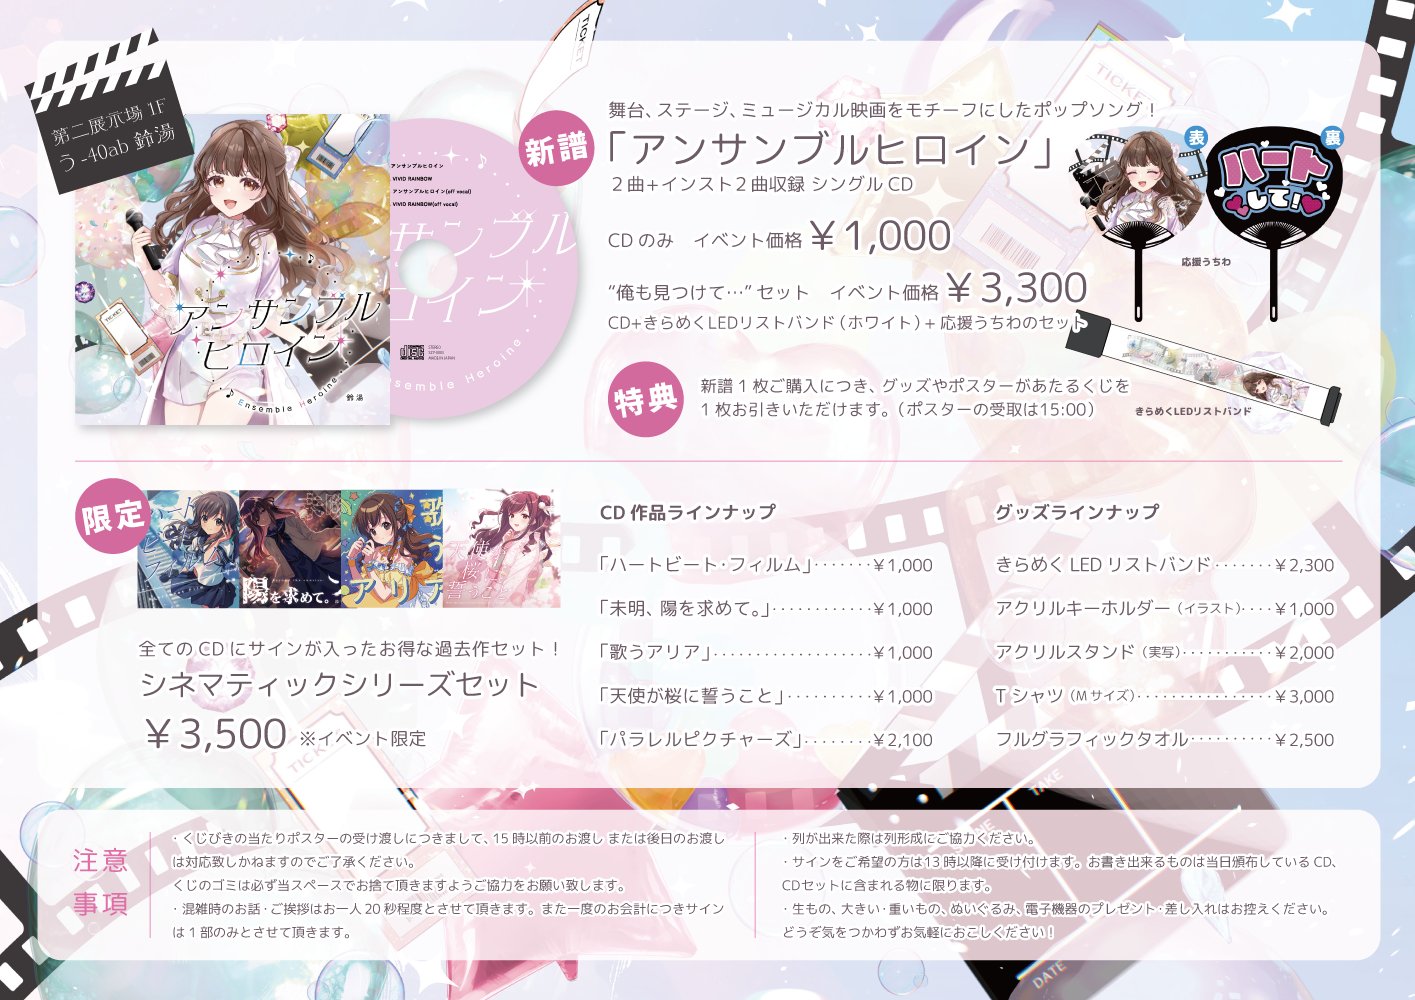 第二展示場 1F
う -40ab 鈴湯
TICKET
アンサンブルヒロイン
VIVID RAINBOW
アンサンブルヒロイン(off vocal)
VIVID RAINBOW(off vocal)
アンサンブル
ヒロイン
Ensemble Heroine
鈴湯
新譜
舞台、ステージ、ミュージカル映画をモチーフにしたポップソング！
「アンサンブルヒロイン」
２曲+インスト２曲収録 シングル CD
CD のみ　イベント価格 ￥1,000
“俺も見つけて…” セット　イベント価格 ￥3,300
CD+きらめくLEDリストバンド（ホワイト）+ 応援うちわのセット
表
裏
ハート
して!
応援うちわ
きらめくLEDリストバンド
特典
新譜 1 枚ご購入につき、グッズやポスターがあたるくじを
1 枚お引きいただけます。（ポスターの受取は15:00）
限定
陽を求めて。
全ての CD にサインが入ったお得な過去作セット！
シネマティックシリーズセット
￥3,500 ※イベント限定
CD 作品ラインナップ
「ハートビート・フィルム」‥‥‥‥¥1,000
「未明、陽を求めて。」‥‥‥‥‥‥¥1,000
「歌うアリア」‥‥‥‥‥‥‥‥‥‥¥1,000
「天使が桜に誓うこと」‥‥‥‥‥¥1,000
「パラレルピクチャーズ」‥‥‥‥¥2,100
グッズラインナップ
きらめく LED リストバンド‥‥‥‥¥2,300
アクリルキーホルダー（イラスト）‥‥¥1,000
アクリルスタンド（実写）‥‥‥‥‥¥2,000
T シャツ（M サイズ）‥‥‥‥‥‥‥‥¥3,000
フルグラフィックタオル‥‥‥‥‥¥2,500
注意
事項
・くじびきの当たりポスターの受け渡しにつきまして、15 時以前のお渡し または後日のお渡し
は対応致しかねますのでご了承ください。
くじのゴミは必ず当スペースでお捨て頂きますようご協力をお願い致します。
・混雑時のお話・ご挨拶はお一人 20 秒程度とさせて頂きます。また一度のお会計につきサイン
は 1 部のみとさせて頂きます。
・列が出来た際は列形成にご協力ください。
・サインをご希望の方は13 時以降に受け付けます。お書き出来るものは当日頒布している CD、
CDセットに含まれる物に限ります。
・生もの、大きい・重いもの、ぬいぐるみ、電子機器のプレゼント・差し入れはお控えください。
どうぞ気をつかわずお気軽におこしください！
TAKE
DATE